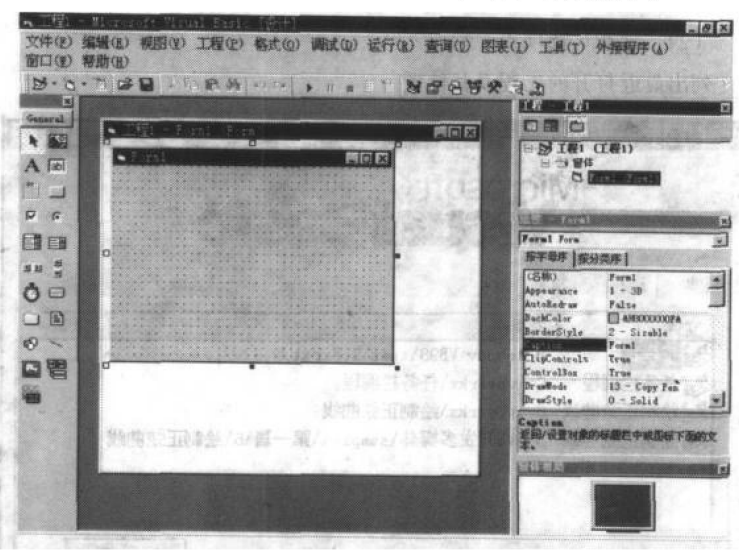 工程1 - Microsoft Visual Basic [设计]
文件(F) 编辑(E) 视图(V) 工程(P) 格式(O) 调试(D) 运行(R) 查询(U) 图表(I) 工具(T) 外接程序(A)
窗口(W) 帮助(H)
General
工程1 - Form1 (Form)
Form1
工程 - 工程1
工程1 (工程1)
窗体
Form1 (Form1)
属性 - Form1
Form1 Form
按字母序 按分类序
(名称) Form1
Appearance 1 - 3D
AutoRedraw False
BackColor &H8000000FA
BorderStyle 2 - Sizable
Caption Form1
ClipControls True
ControlBox True
DrawMode 13 - Copy Pen
DrawStyle 0 - Solid
Caption
返回/设置对象的标题栏中或图标下面的文
本。
窗体布局